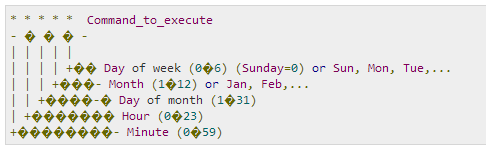 * * * * *  Command_to_execute
- � � � -
| | | | |
| | | | +�� Day of week (0�6) (Sunday=0) or Sun, Mon, Tue,...
| | | +���- Month (1�12) or Jan, Feb,...
| | +����-� Day of month (1�31)
| +������� Hour (0�23)
+��������- Minute (0�59)